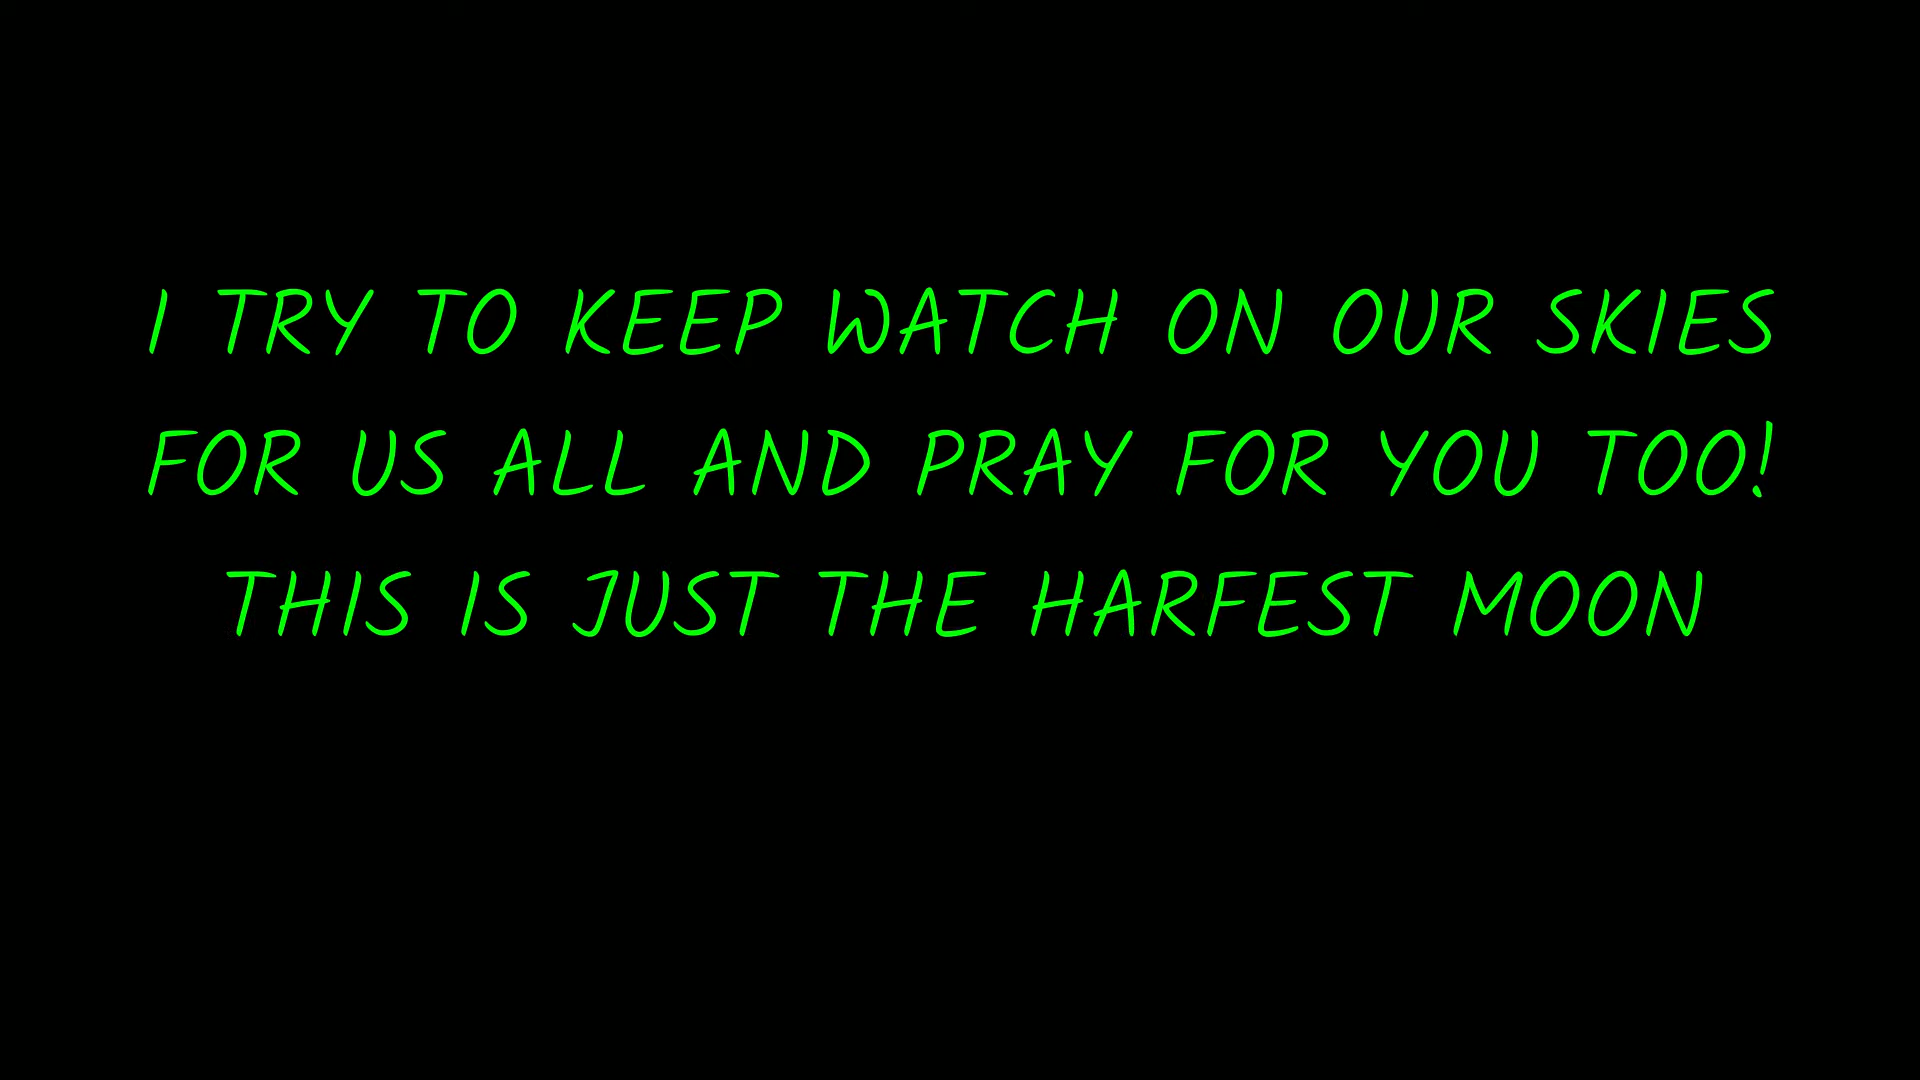 I TRY TO KEEP WATCH ON OUR SKIES
FOR US ALL AND PRAY FOR YOU TOO!
THIS IS JUST THE HARFEST MOON